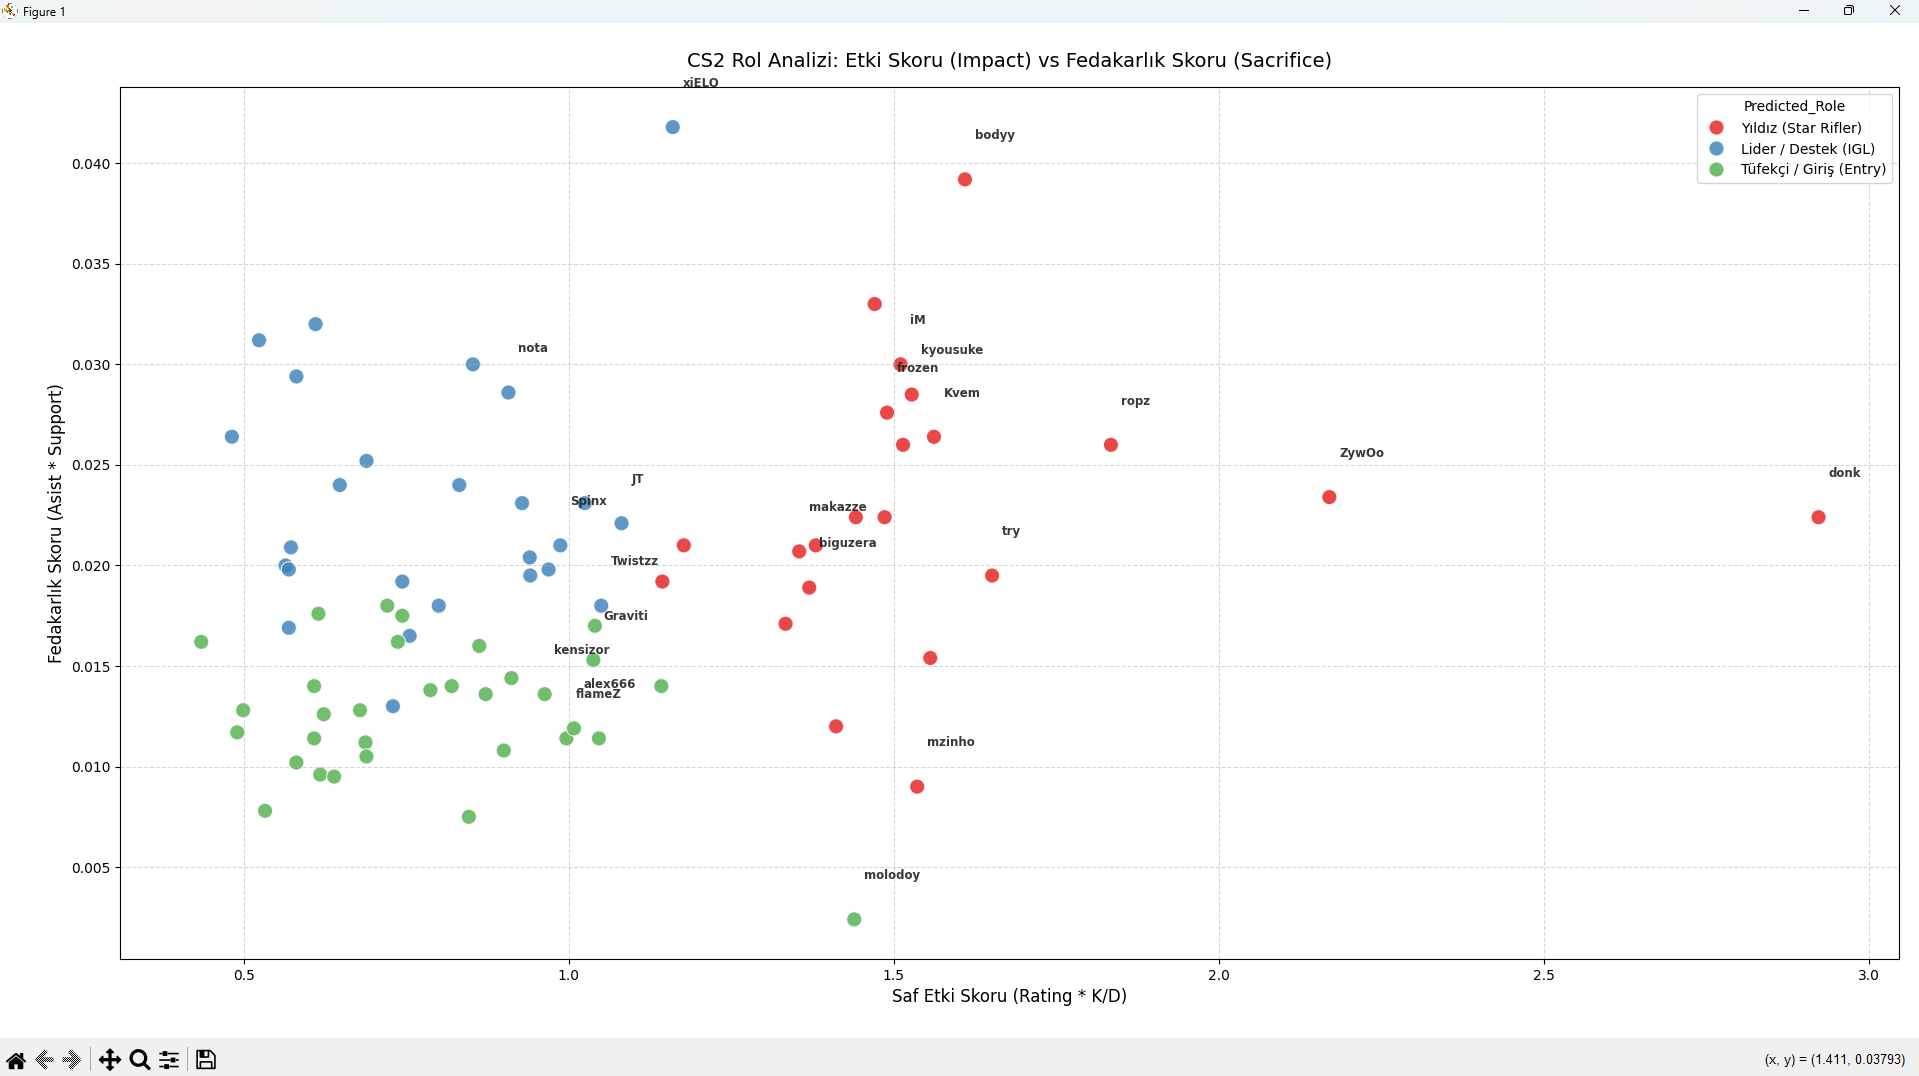 Figure 1
CS2 Rol Analizi: Etki Skoru (Impact) vs Fedakarlık Skoru (Sacrifice)
xiELO
bodyy
Predicted_Role
Yıldız (Star Rifler)
Lider / Destek (IGL)
Tüfekçi / Giriş (Entry)
0.040
0.035
0.030
0.025
0.020
0.015
0.010
0.005
Fedakarlık Skoru (Asist * Support)
iM
nota
kyousuke
frozen
Kvem
ropz
ZywOo
donk
JT
Spinx
makazze
try
biguzera
Twistzz
Graviti
kensizor
alex666
flameZ
mzinho
molodoy
0.5
1.0
1.5
2.0
2.5
3.0
Saf Etki Skoru (Rating * K/D)
(x, y) = (1.411, 0.03793)